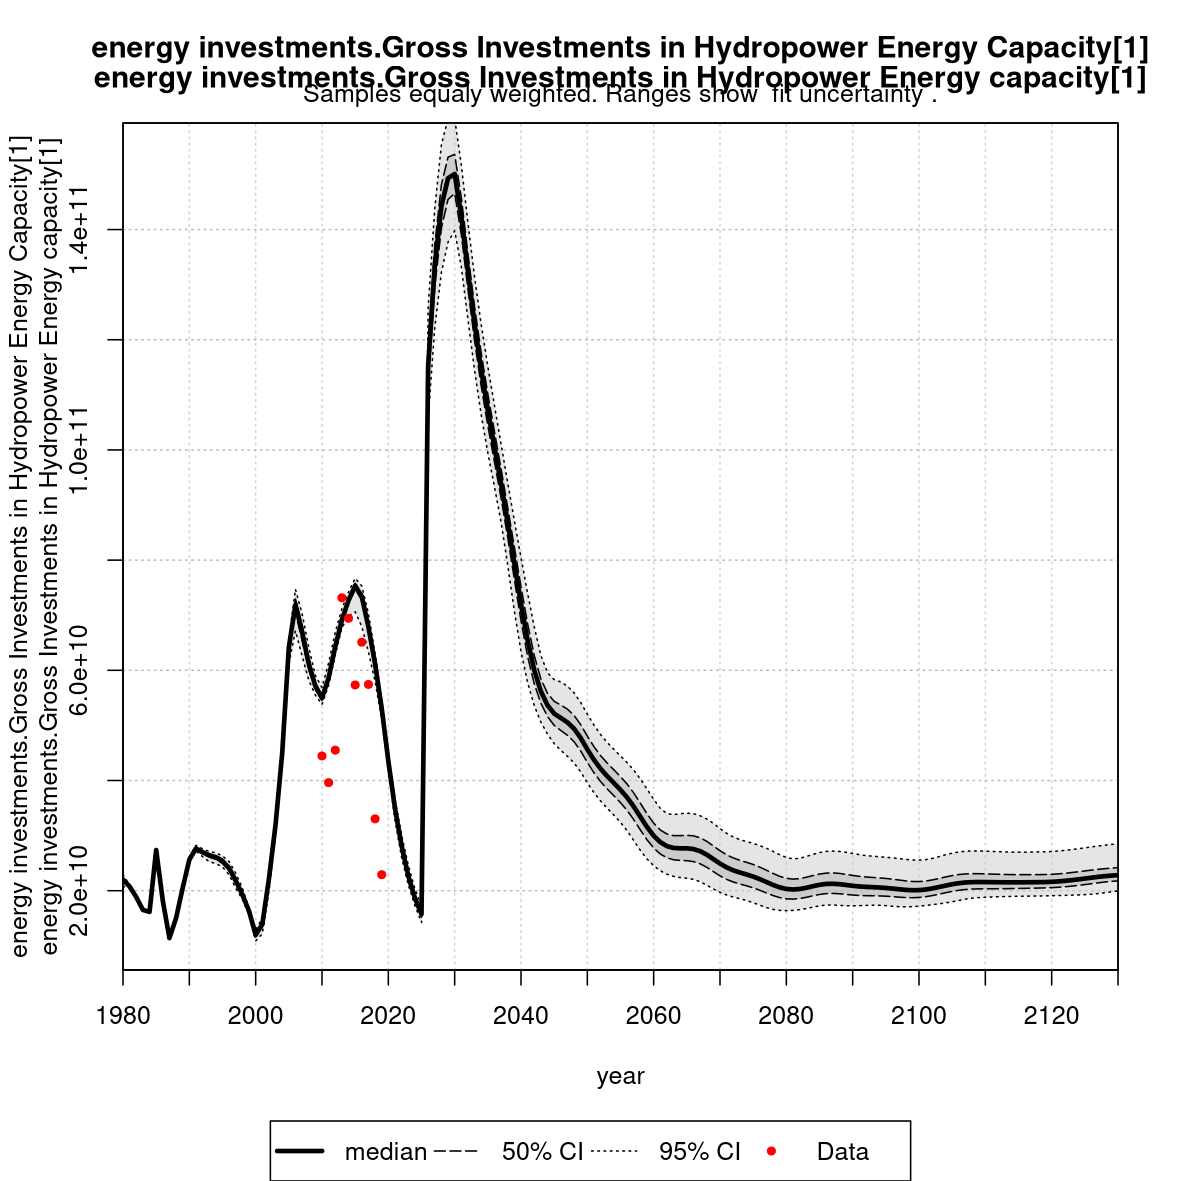 energy investments.Gross Investments in Hydropower Energy Capacity[1]
energy investments.Gross Investments in Hydropower Energy capacity[1]
Samples equaly weighted. Ranges show  fit uncertainty .
energy investments.Gross Investments in Hydropower Energy Capacity[1]
energy investments.Gross Investments in Hydropower Energy capacity[1]
1.4e+11
1.0e+11
6.0e+10
2.0e+10
1980 2000 2020 2040 2060 2080 2100 2120
year
median 50% CI 95% CI Data